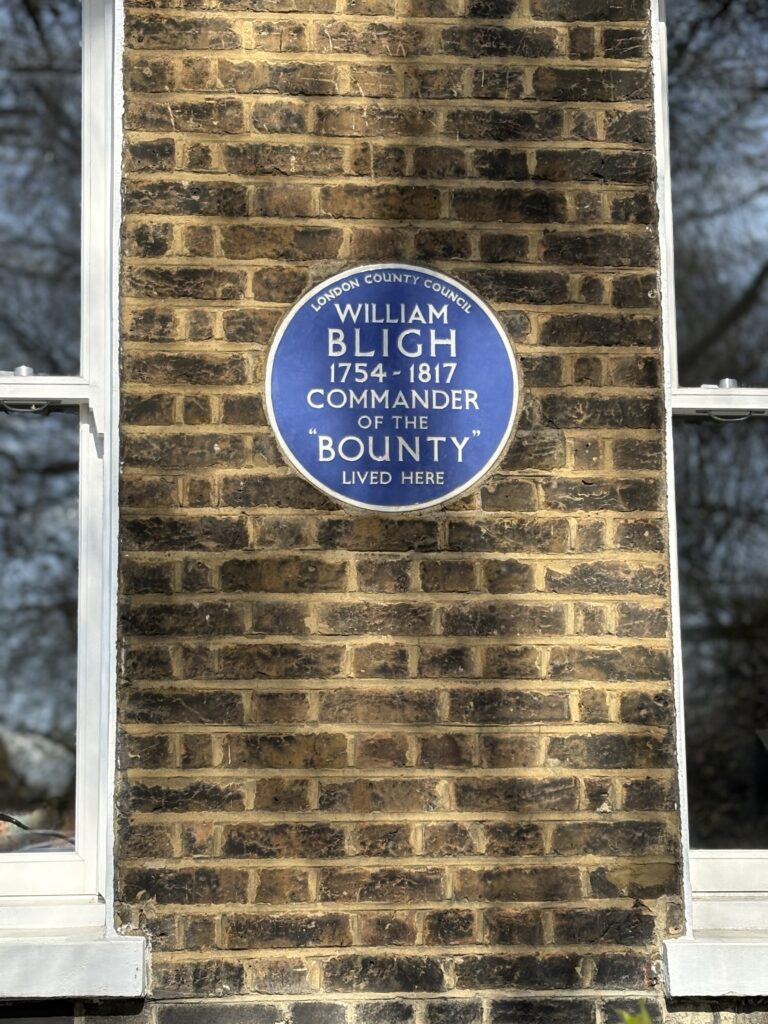 LONDON COUNTY COUNCIL
WILLIAM
BLIGH
1754-1817
COMMANDER
OF THE
"BOUNTY"
LIVED HERE